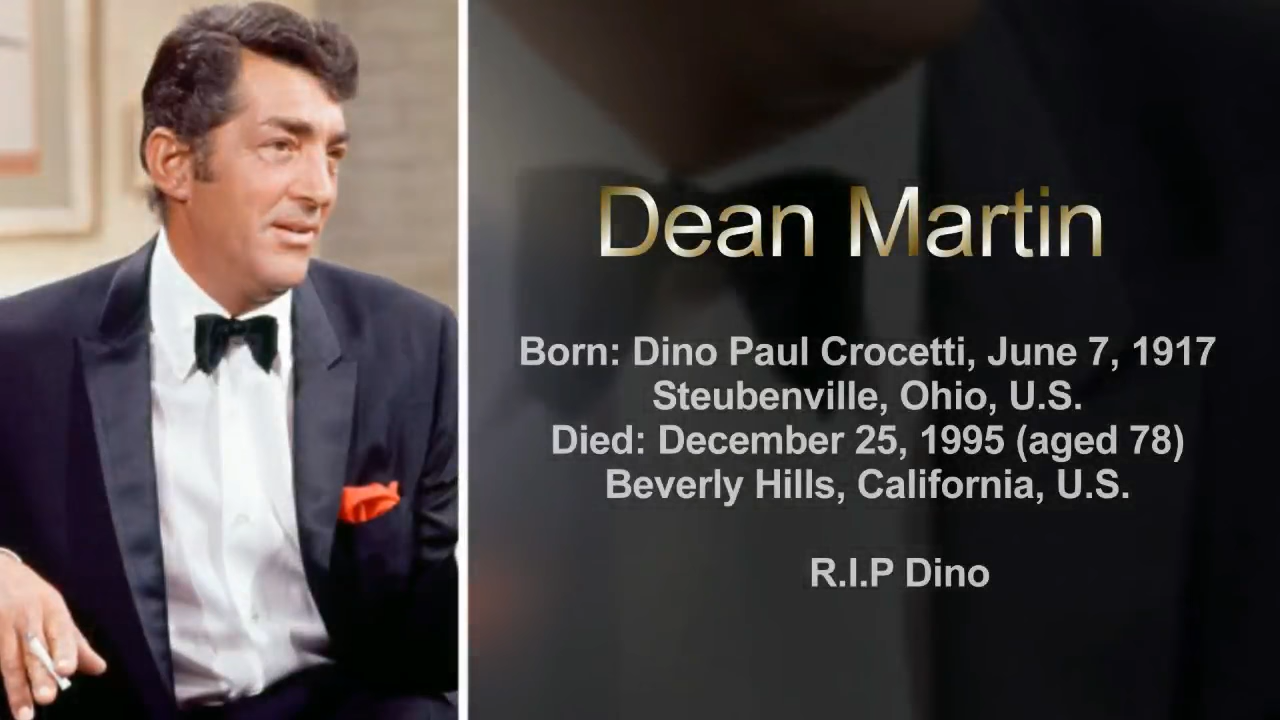 Dean Martin
Born: Dino Paul Crocetti, June 7, 1917
Steubenville, Ohio, U.S.
Died: December 25, 1995 (aged 78)
Beverly Hills, California, U.S.
R.I.P Dino